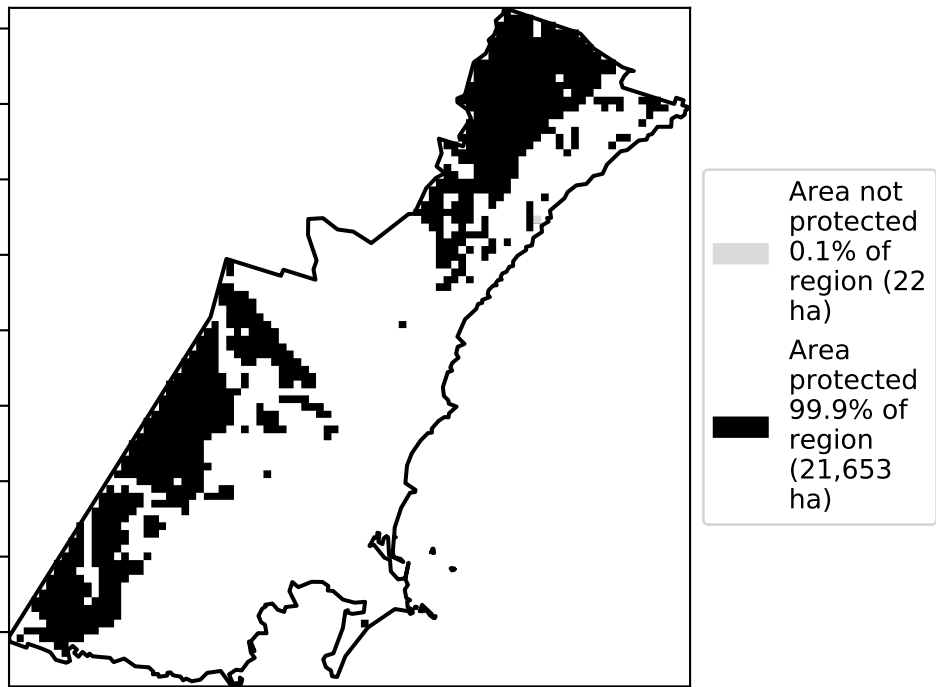 Area not
protected
0.1% of
region (22
ha)
Area
protected
99.9% of
region
(21,653
ha)